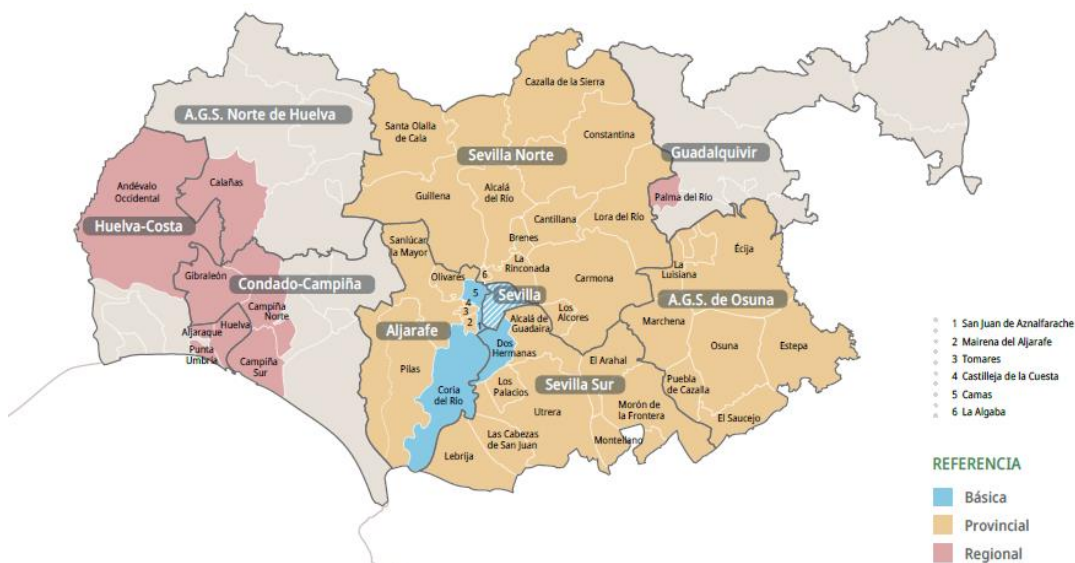 Cazalla de la Sierra
A.G.S. Norte de Huelva
Santa Olalla
de Cala
Constantina
Sevilla Norte
Guadalquivir
Andévalo
Occidental
Calañas
Guillena
Alcalá
del Río
Palma del Río
Cantillana
Lora del Río
Huelva-Costa
Brenes
Sanlúcar
la Mayor
Écija
La
Rinconada
La
Luisiana
Gibraleón
Olivares
6
Carmona
Condado-Campiña
5
Sevilla
A.G.S. de Osuna
Campiña
Norte
4
3
2
1
Alcalá de
Guadaira
Los
Alcores
Aljaraque
Huelva
Aljarafe
Marchena
Punta
Umbría
Dos
Hermanas
Osuna
Estepa
Campiña
Sur
El Arahal
Pilas
Los
Palacios
Sevilla Sur
Puebla
de Cazalla
Coria
del Río
Utrera
Morón de
la Frontera
El Saucejo
Las Cabezas
de San Juan
Montellano
Lebrija
1 San Juan de Aznalfarache
2 Mairena del Aljarafe
3 Tomares
4 Castilleja de la Cuesta
5 Camas
6 La Algaba
REFERENCIA
Básica
Provincial
Regional